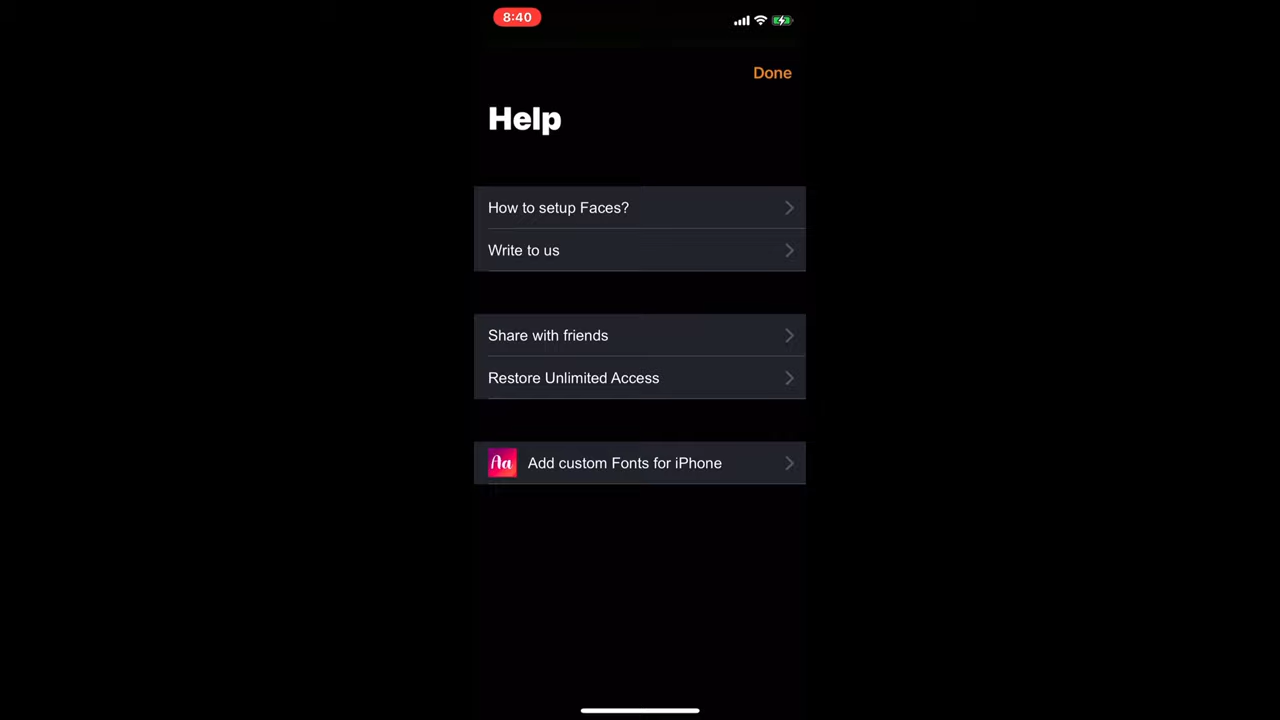 8:40
Done
Help
How to setup Faces?
Write to us
Share with friends
Restore Unlimited Access
Aa Add custom Fonts for iPhone